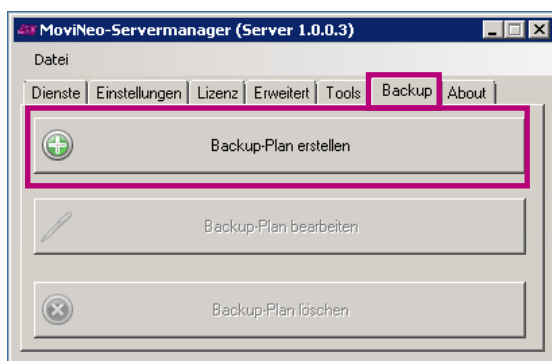 MoviNeo-Servermanager (Server 1.0.0.3)
Datei
Dienste Einstellungen Lizenz Erweitert Tools Backup About
Backup-Plan erstellen
Backup-Plan bearbeiten
Backup-Plan löschen